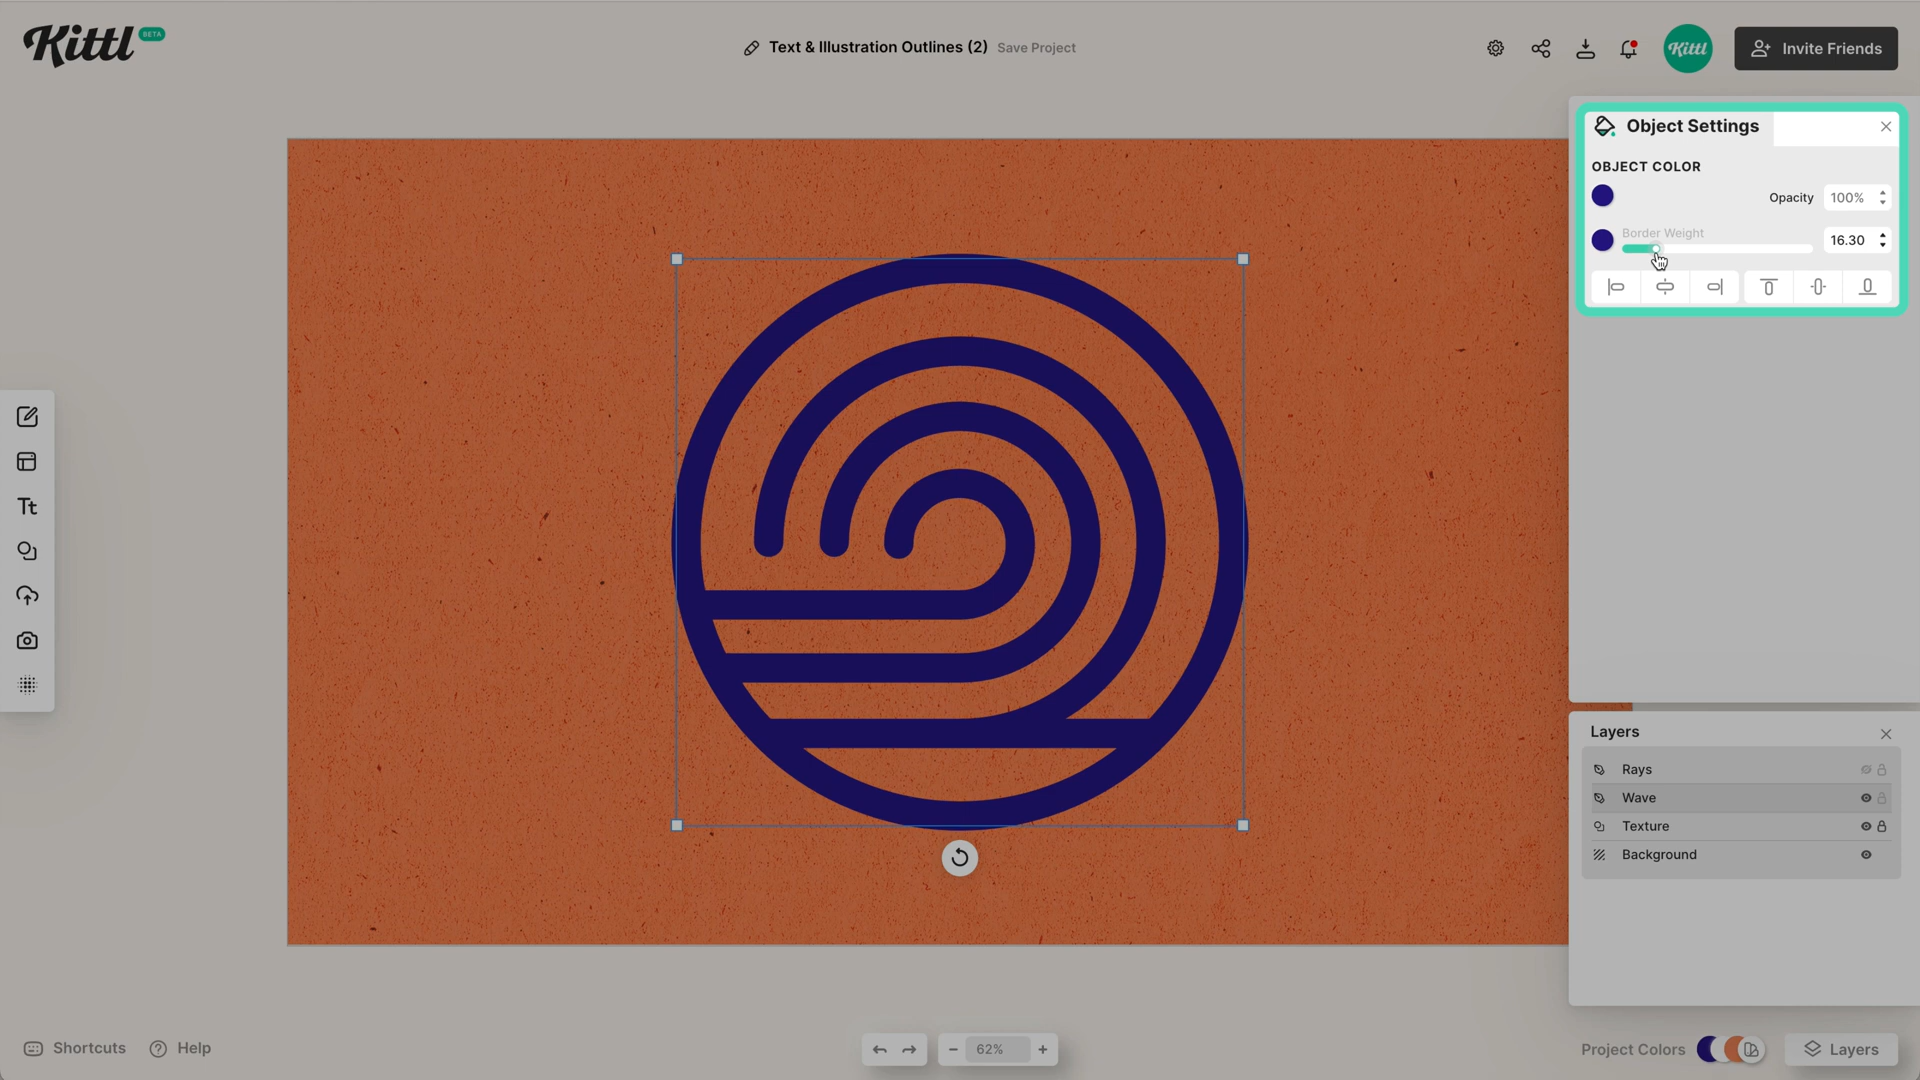 Kittl BETA
Text & Illustration Outlines (2) Save Project
Kittl
Invite Friends
Object Settings
OBJECT COLOR
Opacity 100%
Border Weight
16.30
Tt
Layers
Rays
Wave
Texture
Background
Shortcuts
Help
62%
Project Colors
Layers